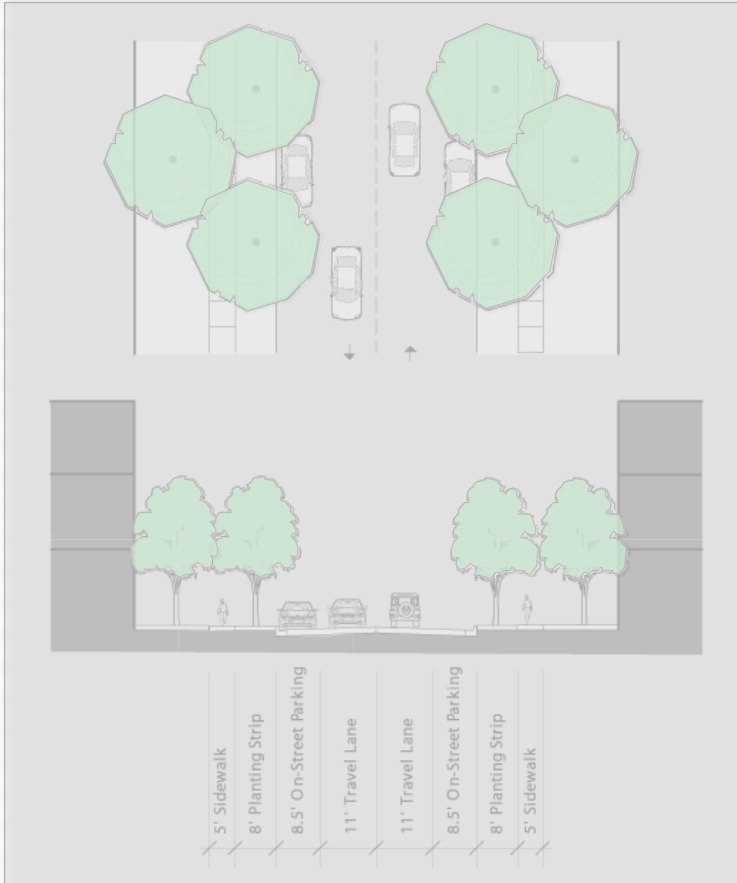 5' Sidewalk
8' Planting Strip
8.5' On-Street Parking
11' Travel Lane
11' Travel Lane
8.5' On-Street Parking
8' Planting Strip
5' Sidewalk